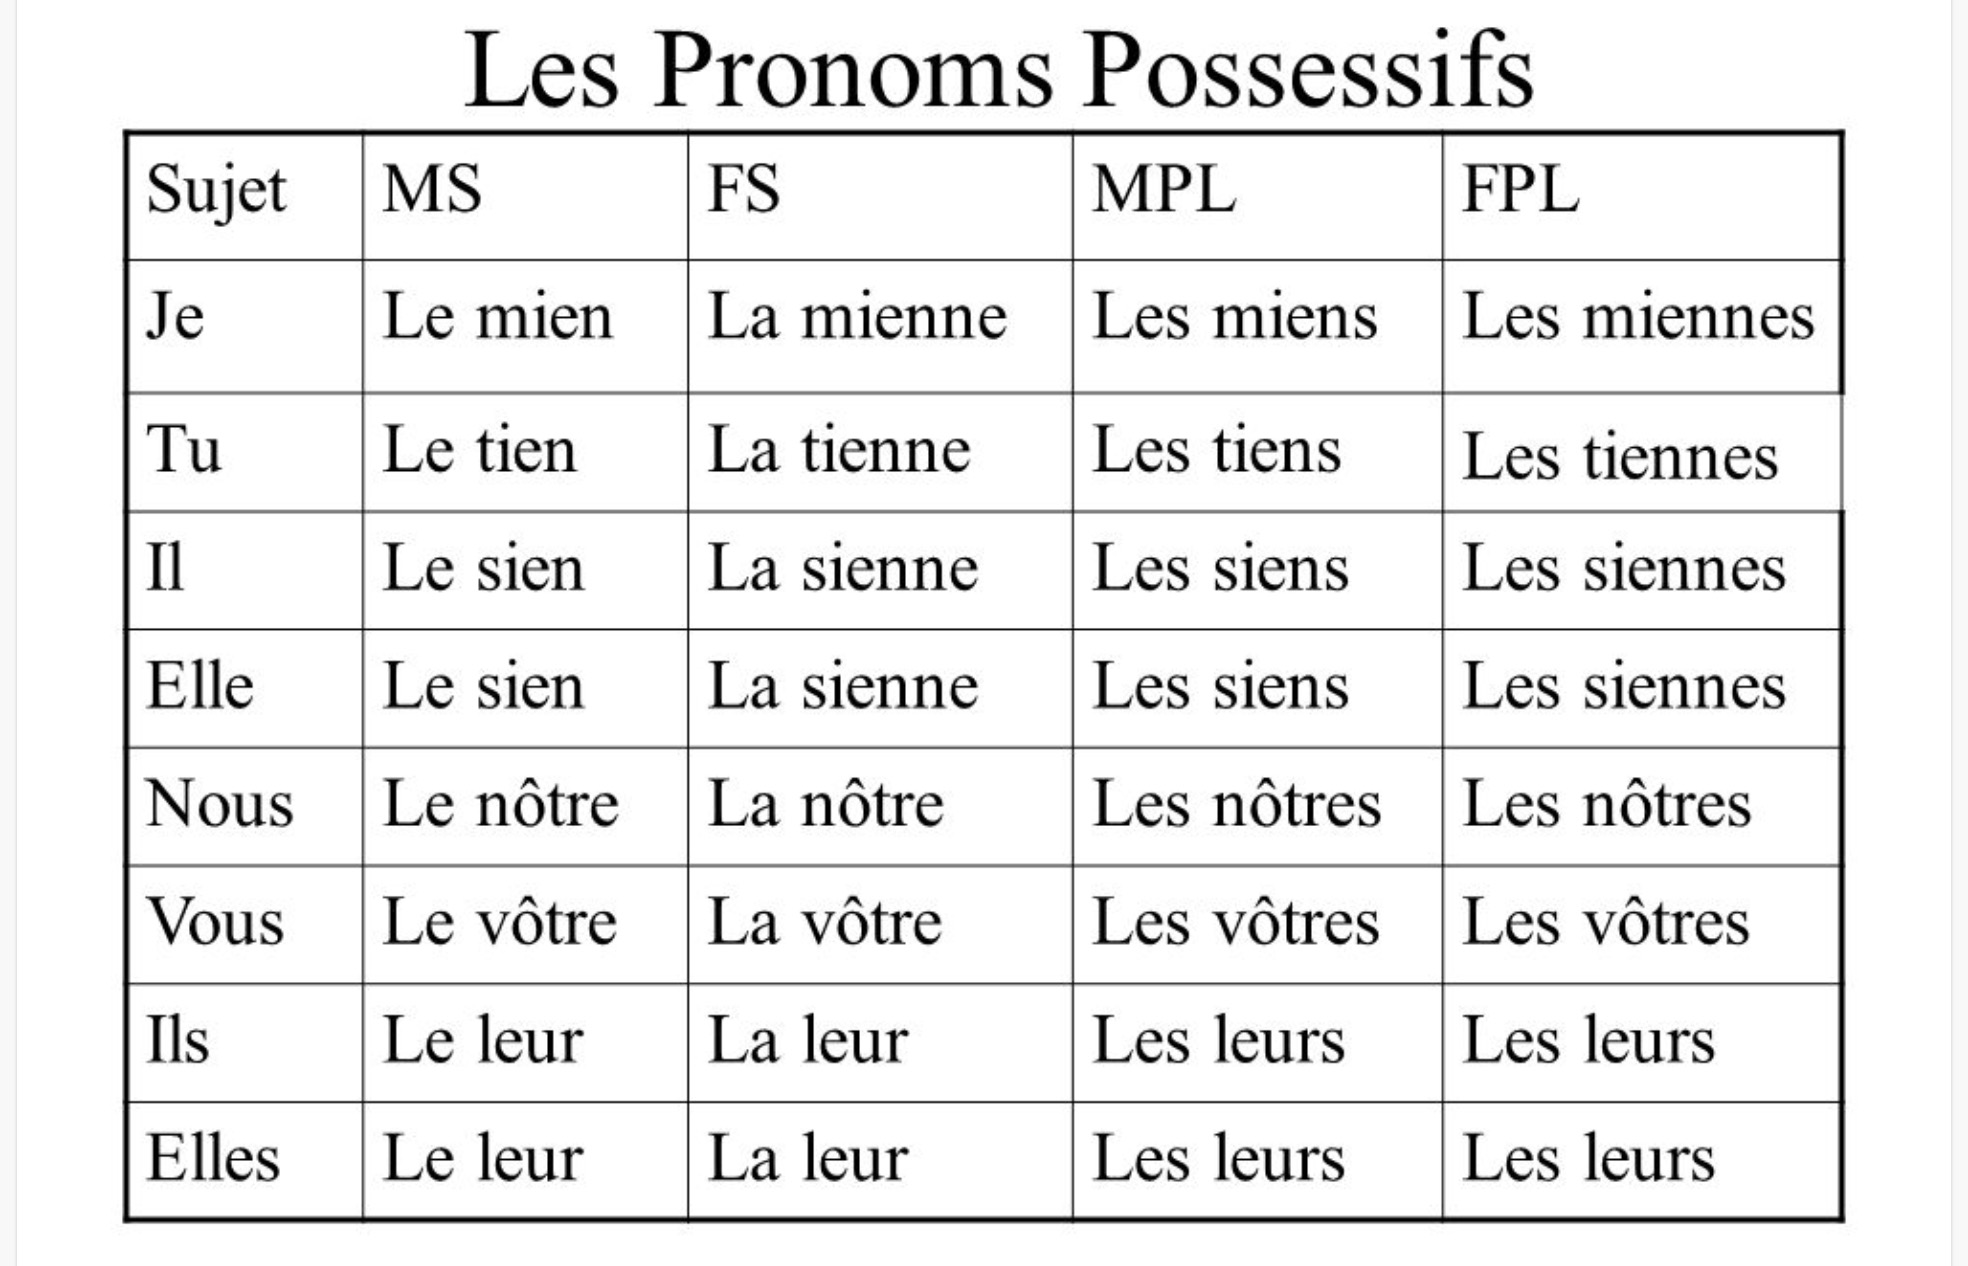 Les Pronoms Possessifs
Sujet MS FS MPL FPL
Je Le mien La mienne Les miens Les miennes
Tu Le tien La tienne Les tiens Les tiennes
Il Le sien La sienne Les siens Les siennes
Elle Le sien La sienne Les siens Les siennes
Nous Le nôtre La nôtre Les nôtres Les nôtres
Vous Le vôtre La vôtre Les vôtres Les vôtres
Ils Le leur La leur Les leurs Les leurs
Elles Le leur La leur Les leurs Les leurs